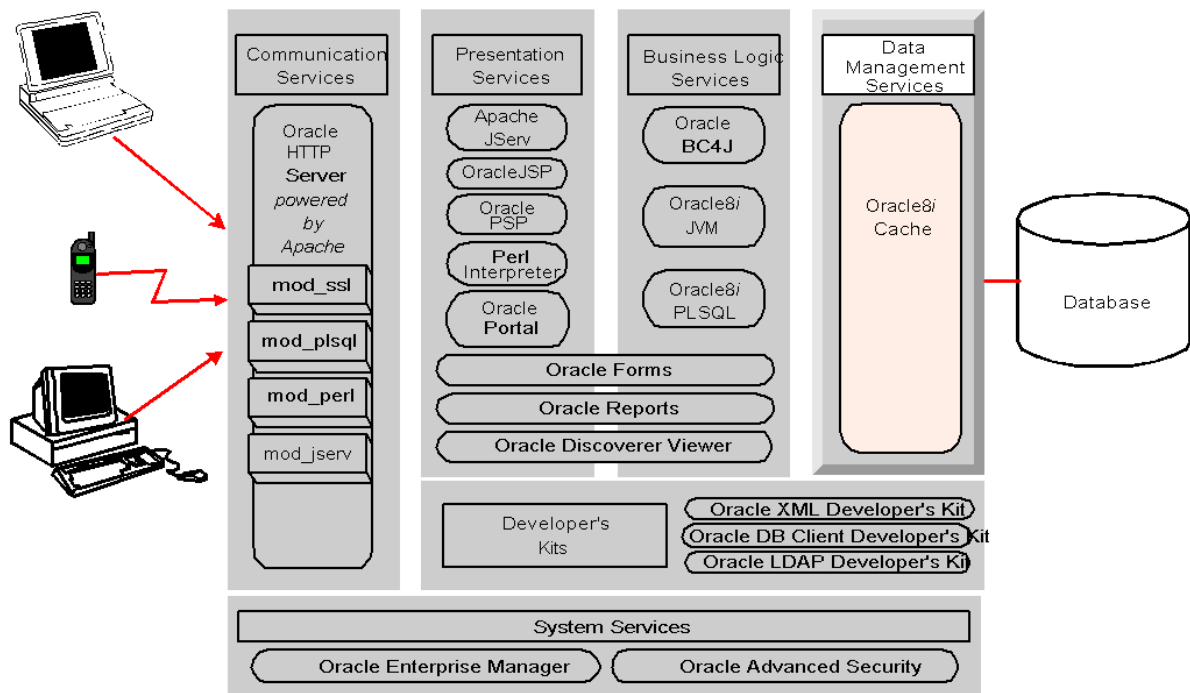 Communication
Services
Oracle
HTTP
Server
powered
by
Apache
mod_ssl
mod_plsql
mod_perl
mod_jserv
Presentation
Services
Apache
JServ
OracleJSP
Oracle
PSP
Perl
Interpreter
Oracle
Portal
Business Logic
Services
Oracle
BC4J
Oracle8i
JVM
Oracle8i
PLSQL
Oracle Forms
Oracle Reports
Oracle Discoverer Viewer
Data
Management
Services
Oracle8i
Cache
Database
Developer's
Kits
Oracle XML Developer's Kit
Oracle DB Client Developer's Kit
Oracle LDAP Developer's Kit
System Services
Oracle Enterprise Manager
Oracle Advanced Security